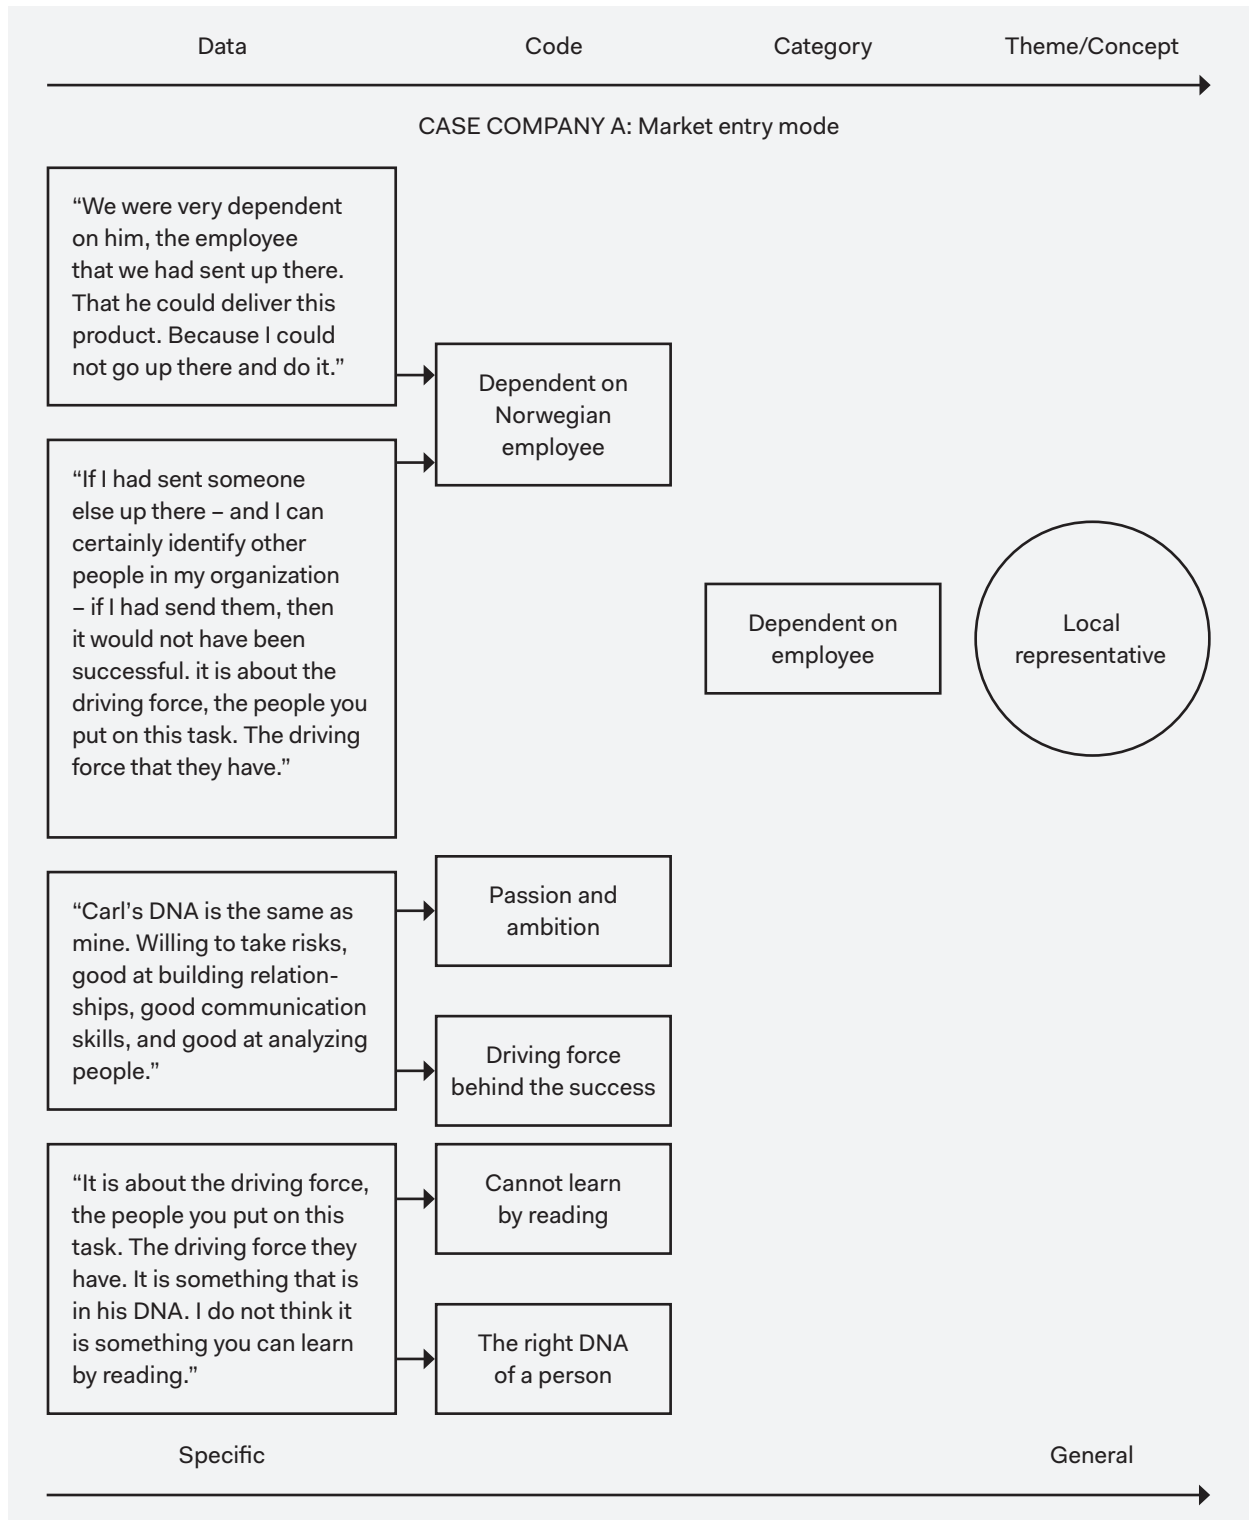 Data
Code
Category
Theme/Concept
CASE COMPANY A: Market entry mode
“We were very dependent
on him, the employee
that we had sent up there.
That he could deliver this
product. Because I could
not go up there and do it.”
Dependent on
Norwegian
employee
“If I had sent someone
else up there – and I can
certainly identify other
people in my organization
– if I had send them, then
it would not have been
successful. it is about the
driving force, the people you
put on this task. The driving
force that they have.”
Dependent on
employee
Local
representative
“Carl’s DNA is the same as
mine. Willing to take risks,
good at building relation-
ships, good communication
skills, and good at analyzing
people.”
Passion and
ambition
Driving force
behind the success
“It is about the driving force,
the people you put on this
task. The driving force they
have. It is something that is
in his DNA. I do not think it
is something you can learn
by reading.”
Cannot learn
by reading
The right DNA
of a person
Specific
General